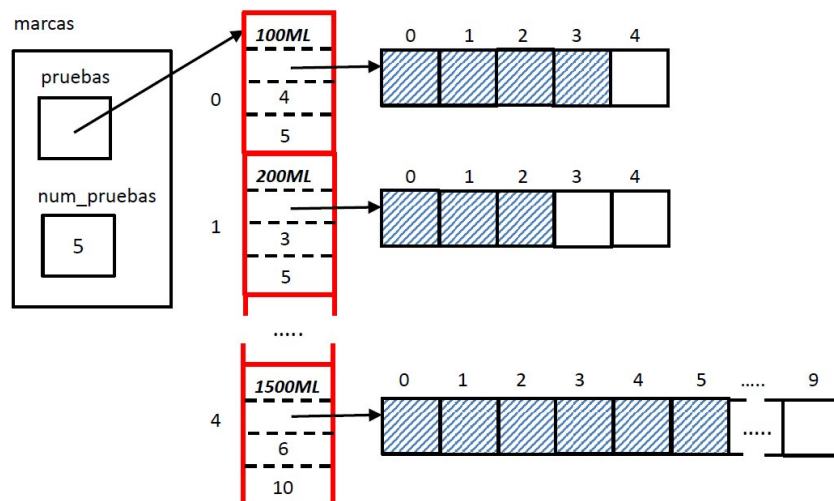 marcas
pruebas
num_pruebas
5
0
100ML
4
5
0 1 2 3 4
1
200ML
3
5
0 1 2 3 4
.....
4
1500ML
6
10
0 1 2 3 4 5 ..... 9
.....